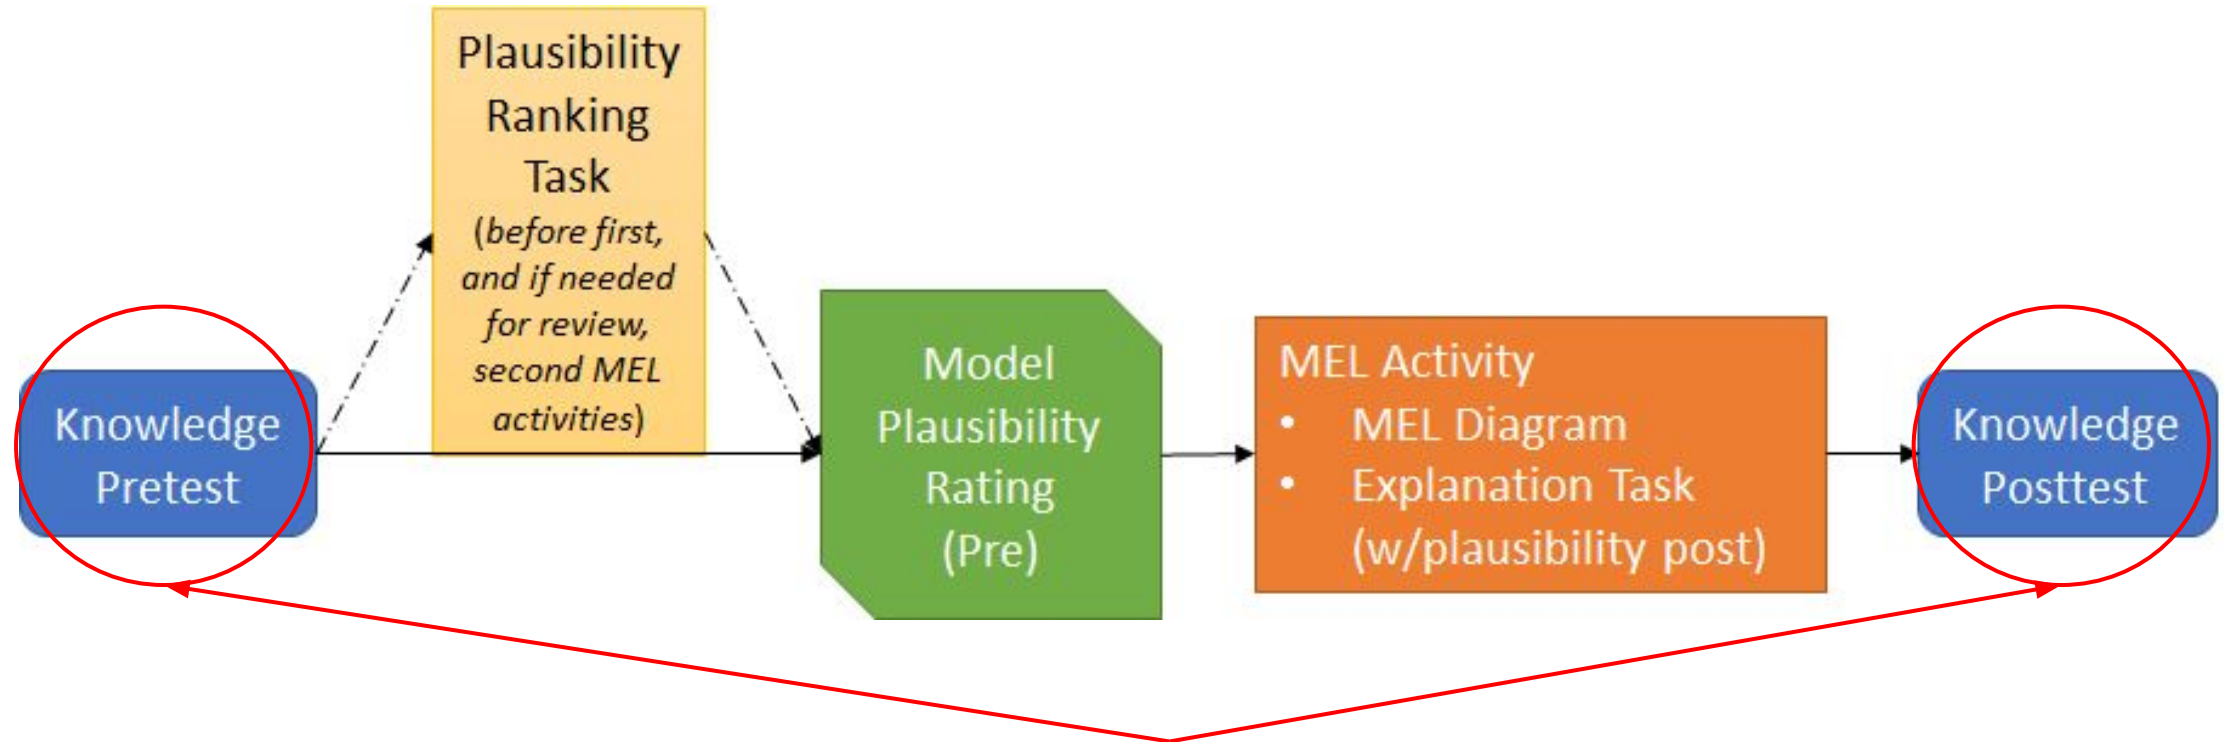 Plausibility
Ranking
Task
(before first,
and if needed
for review,
second MEL
activities)
Knowledge
Pretest
Model
Plausibility
Rating
(Pre)
MEL Activity
• MEL Diagram
• Explanation Task
(w/plausibility post)
Knowledge
Posttest